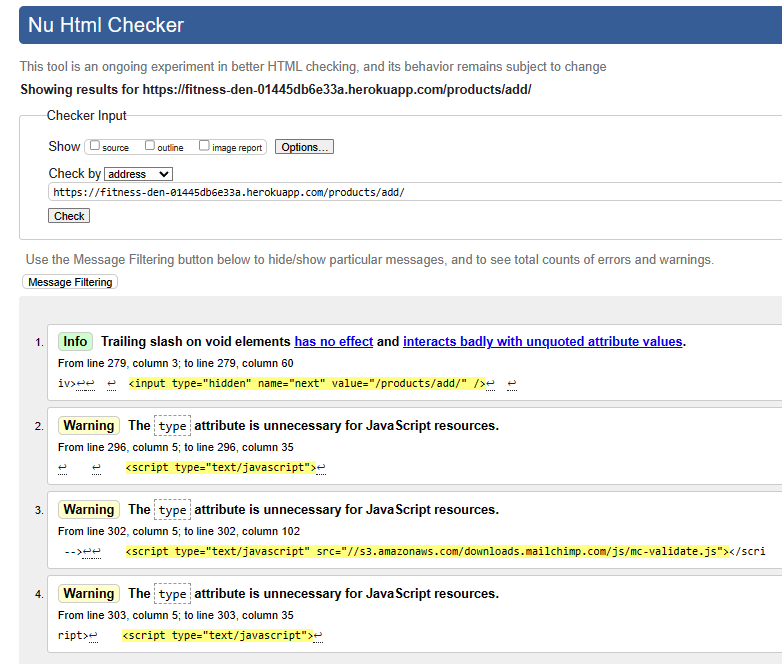 Nu Html Checker
This tool is an ongoing experiment in better HTML checking, and its behavior remains subject to change
Showing results for https://fitness-den-01445db6e33a.herokuapp.com/products/add/
Checker Input
Show source outline image report Options...
Check by address
https://fitness-den-01445db6e33a.herokuapp.com/products/add/
Check
Use the Message Filtering button below to hide/show particular messages, and to see total counts of errors and warnings.
Message Filtering
1. Info Trailing slash on void elements has no effect and interacts badly with unquoted attribute values.
From line 279, column 3; to line 279, column 60
iv>↩↩ ↩ <input type="hidden" name="next" value="/products/add/" />↩ ↩
2. Warning The type attribute is unnecessary for JavaScript resources.
From line 296, column 5; to line 296, column 35
↩ ↩ <script type="text/javascript">↩
3. Warning The type attribute is unnecessary for JavaScript resources.
From line 302, column 5; to line 302, column 102
-->↩↩ <script type="text/javascript" src="//s3.amazonaws.com/downloads.mailchimp.com/js/mc-validate.js"></scri
4. Warning The type attribute is unnecessary for JavaScript resources.
From line 303, column 5; to line 303, column 35
ript>↩ <script type="text/javascript">↩